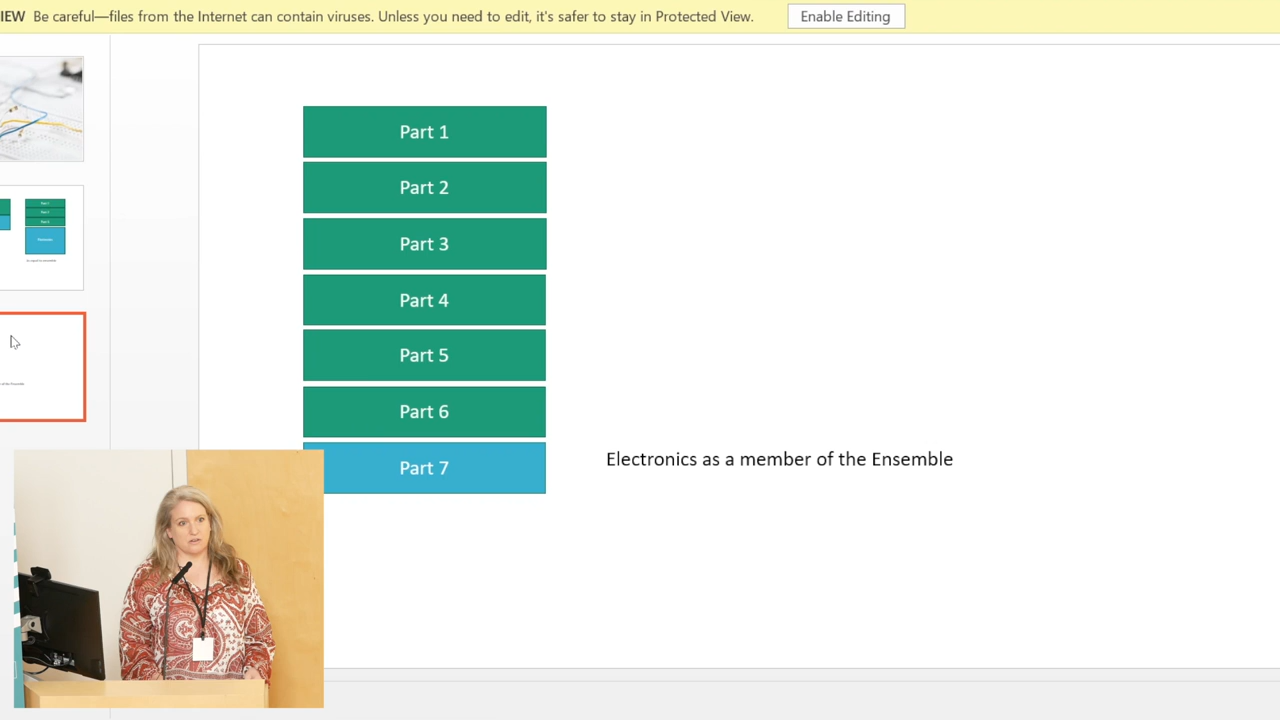 IEW Be careful—files from the Internet can contain viruses. Unless you need to edit, it's safer to stay in Protected View. Enable Editing
Part 1
Part 2
Part 3
Part 4
Part 5
Part 6
Part 7
Electronics as a member of the Ensemble